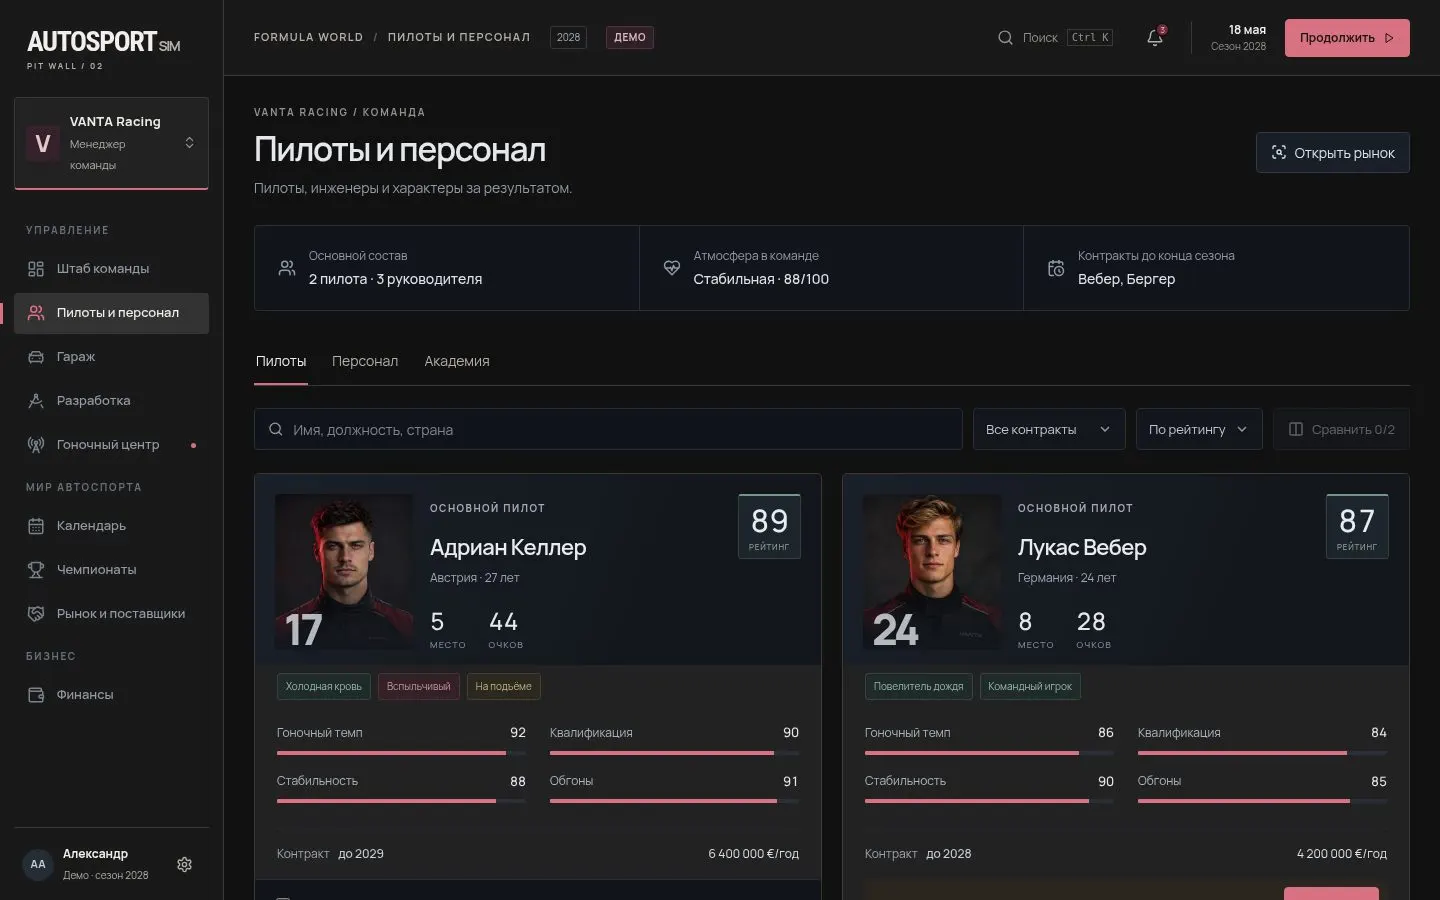 AUTOSPORT SIM
PIT WALL / 02
V
VANTA Racing
Менеджер
команды
УПРАВЛЕНИЕ
Штаб команды
Пилоты и персонал
Гараж
Разработка
Гоночный центр
МИР АВТОСПОРТА
Календарь
Чемпионаты
Рынок и поставщики
БИЗНЕС
Финансы
AA
Александр
Демо · сезон 2028
FORMULA WORLD / ПИЛОТЫ И ПЕРСОНАЛ 2028 ДЕМО
Поиск Ctrl K
3
18 мая
Сезон 2028
Продолжить
VANTA RACING / КОМАНДА
Пилоты и персонал
Пилоты, инженеры и характеры за результатом.
Открыть рынок
Основной состав
2 пилота · 3 руководителя
Атмосфера в команде
Стабильная · 88/100
Контракты до конца сезона
Вебер, Бергер
Пилоты Персонал Академия
Имя, должность, страна
Все контракты
По рейтингу
Сравнить 0/2
17
ОСНОВНОЙ ПИЛОТ
Адриан Келлер
Австрия · 27 лет
5 44
МЕСТО ОЧКОВ
89
РЕЙТИНГ
Холодная кровь Вспыльчивый На подъёме
Гоночный темп 92 Квалификация 90
Стабильность 88 Обгоны 91
Контракт до 2029 6 400 000 €/год
24
ОСНОВНОЙ ПИЛОТ
Лукас Вебер
Германия · 24 лет
8 28
МЕСТО ОЧКОВ
87
РЕЙТИНГ
Повелитель дождя Командный игрок
Гоночный темп 86 Квалификация 84
Стабильность 90 Обгоны 85
Контракт до 2028 4 200 000 €/год